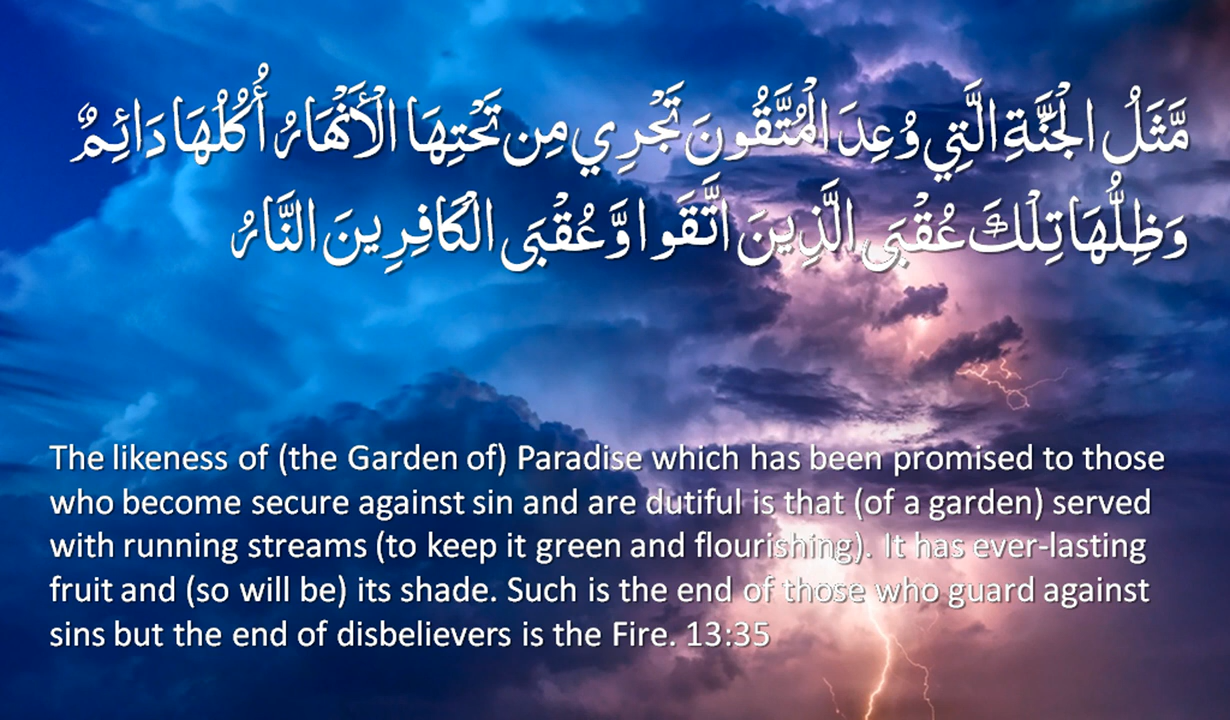 مَّثَلُ الْجَنَّةِ الَّتِي وُعِدَ الْمُتَّقُونَ تَجْرِي مِن تَحْتِهَا الْأَنْهَارُ أُكُلُهَا دَائِمٌ
وَظِلُّهَا تِلْكَ عُقْبَى الَّذِينَ اتَّقَوا وَّعُقْبَى الْكَافِرِينَ النَّارُ
The likeness of (the Garden of) Paradise which has been promised to those
who become secure against sin and are dutiful is that (of a garden) served
with running streams (to keep it green and flourishing). It has ever-lasting
fruit and (so will be) its shade. Such is the end of those who guard against
sins but the end of disbelievers is the Fire. 13:35